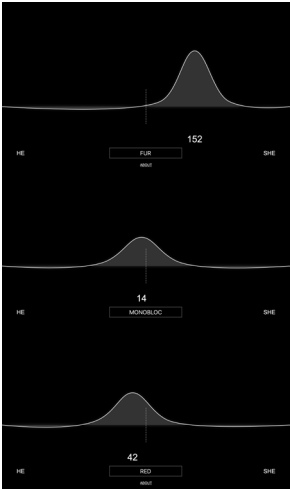 152
HE FUR SHE
ABOUT
14
HE MONOBLOC SHE
42
HE RED SHE
ABOUT